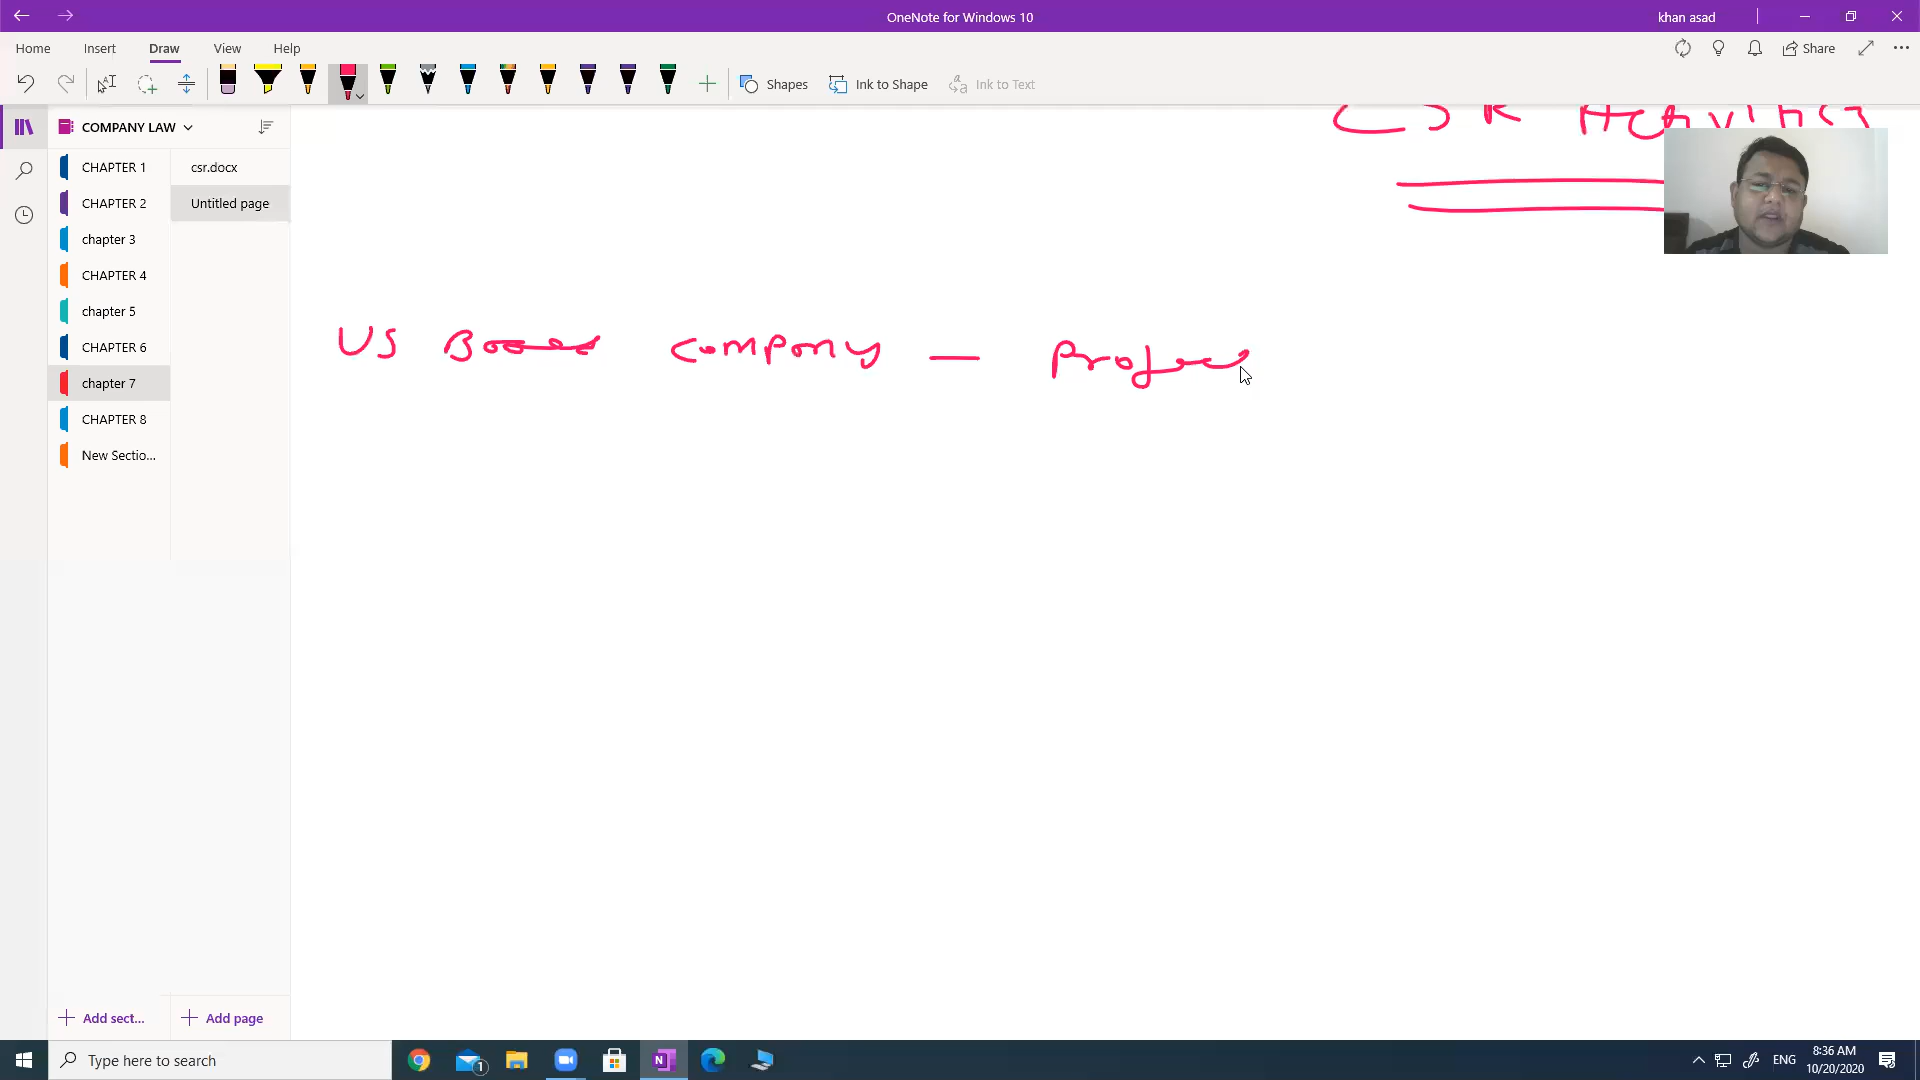 OneNote for Windows 10
khan asad
Home Insert Draw View Help
Share
Shapes
Ink to Shape
Ink to Text
COMPANY LAW
CHAPTER 1
CHAPTER 2
chapter 3
CHAPTER 4
chapter 5
CHAPTER 6
chapter 7
CHAPTER 8
New Sectio...
csr.docx
Untitled page
CSR Activities
US company —
Add sect...
Add page
Type here to search
1
ENG
8:36 AM
10/20/2020